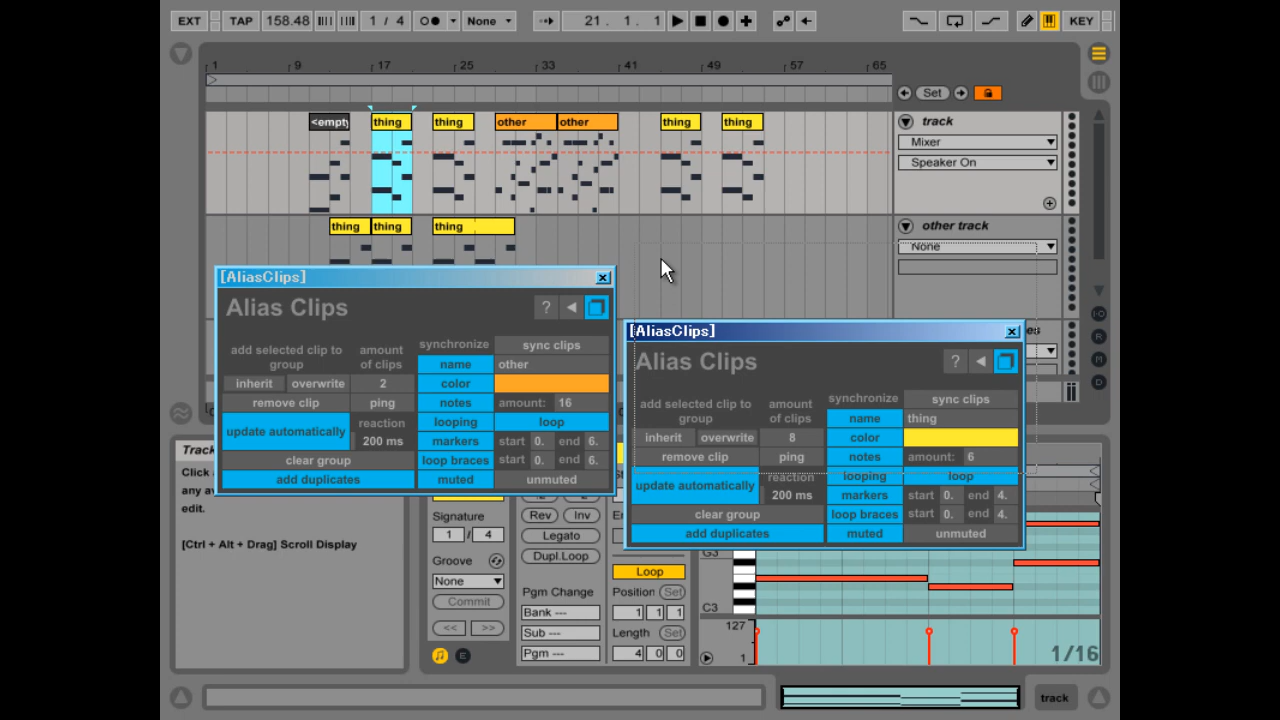 EXT TAP 158.48 1 / 4 None 21. 1. 1 KEY
1 9 17 25 33 41 49 57 65
Set
<empty thing thing other other thing thing
track
Mixer
Speaker On
thing thing thing
other track
None
[AliasClips]
Alias Clips ?
add selected clip to group
amount of clips
synchronize sync clips
name other
inherit overwrite 2 color
remove clip ping notes amount: 16
update automatically reaction looping loop
200 ms markers start 0. end 6.
clear group loop braces start 0. end 6.
add duplicates muted unmuted
[AliasClips]
Alias Clips ?
add selected clip to group
amount of clips
synchronize sync clips
name thing
inherit overwrite 8 color
remove clip ping notes amount: 6
update automatically reaction looping loop
200 ms markers start 0. end 4.
clear group loop braces start 0. end 4.
add duplicates muted unmuted
Track
Click
any
edit.
[Ctrl + Alt + Drag] Scroll Display
Signature
1 / 4
Groove
None
Commit
<< >>
Rev Inv
Legato
Dupl.Loop
Pgm Change
Bank ---
Sub ---
Pgm ---
Loop
Position Set
1 1 1
Length Set
4 0 0
G3
C3
127
1
1/16
I-O
R
M
D
E
track